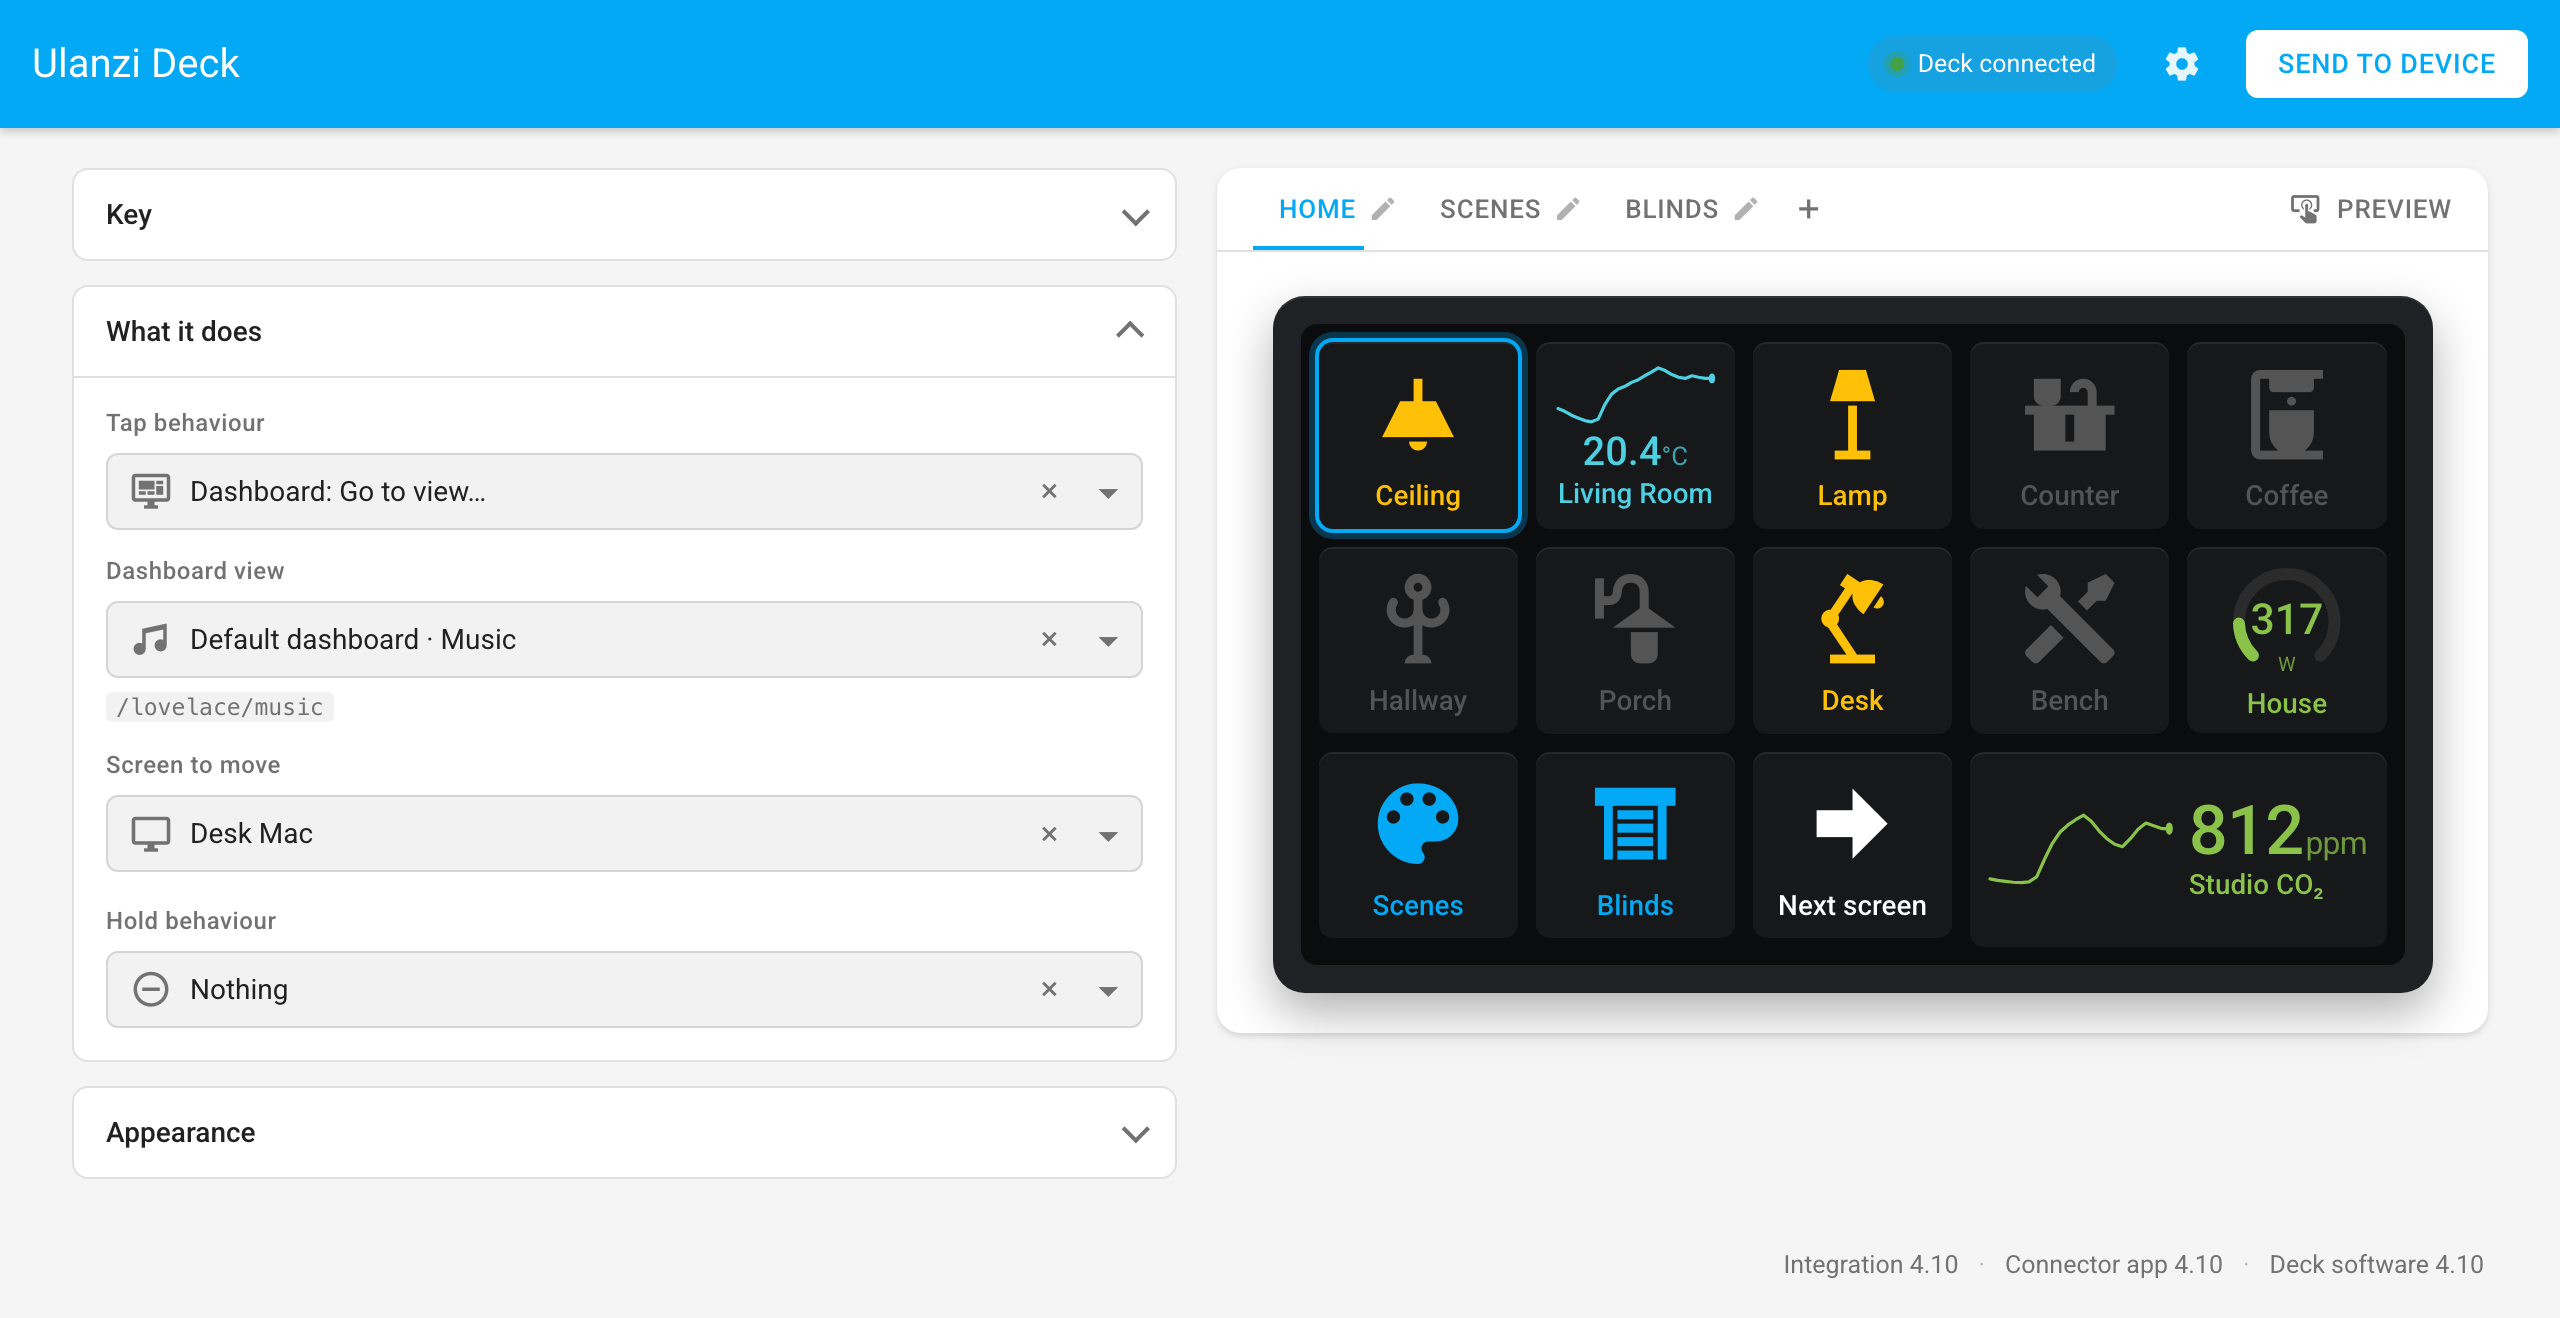 Ulanzi Deck
Deck connected
SEND TO DEVICE
Key
What it does
Tap behaviour
Dashboard: Go to view...
Dashboard view
Default dashboard · Music
/lovelace/music
Screen to move
Desk Mac
Hold behaviour
Nothing
Appearance
HOME
SCENES
BLINDS
+
PREVIEW
Ceiling
20.4°C
Living Room
Lamp
Counter
Coffee
Hallway
Porch
Desk
Bench
317
W
House
Scenes
Blinds
Next screen
812ppm
Studio CO₂
Integration 4.10 · Connector app 4.10 · Deck software 4.10